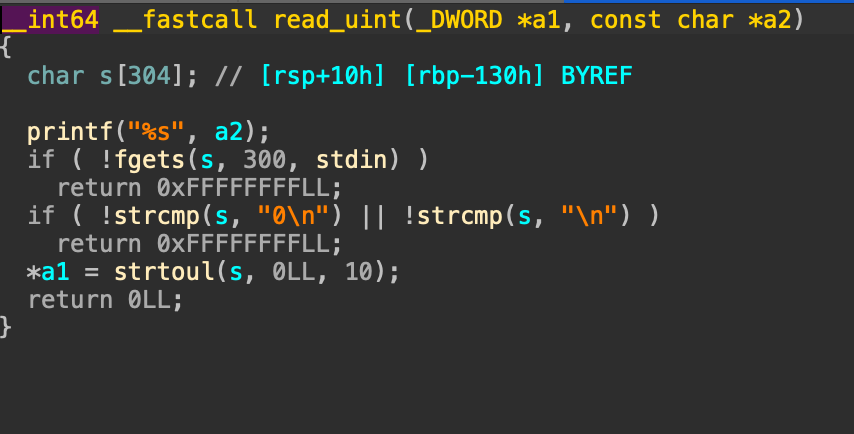 __int64 __fastcall read_uint(_DWORD *a1, const char *a2)
{
  char s[304]; // [rsp+10h] [rbp-130h] BYREF

  printf("%s", a2);
  if ( !fgets(s, 300, stdin) )
    return 0xFFFFFFFFLL;
  if ( !strcmp(s, "0\n") || !strcmp(s, "\n") )
    return 0xFFFFFFFFLL;
  *a1 = strtoul(s, 0LL, 10);
  return 0LL;
}